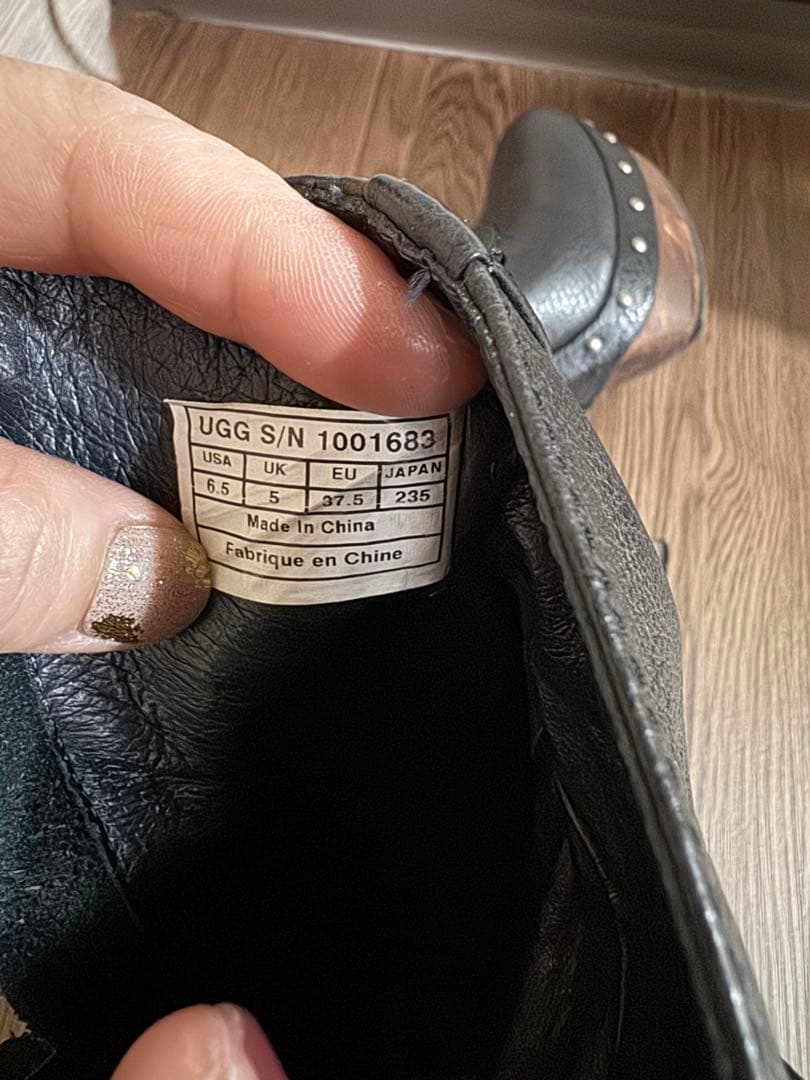 UGG S/N 1001683
USA UK EU JAPAN
6.5 5 37.5 235
Made In China
Fabrique en Chine